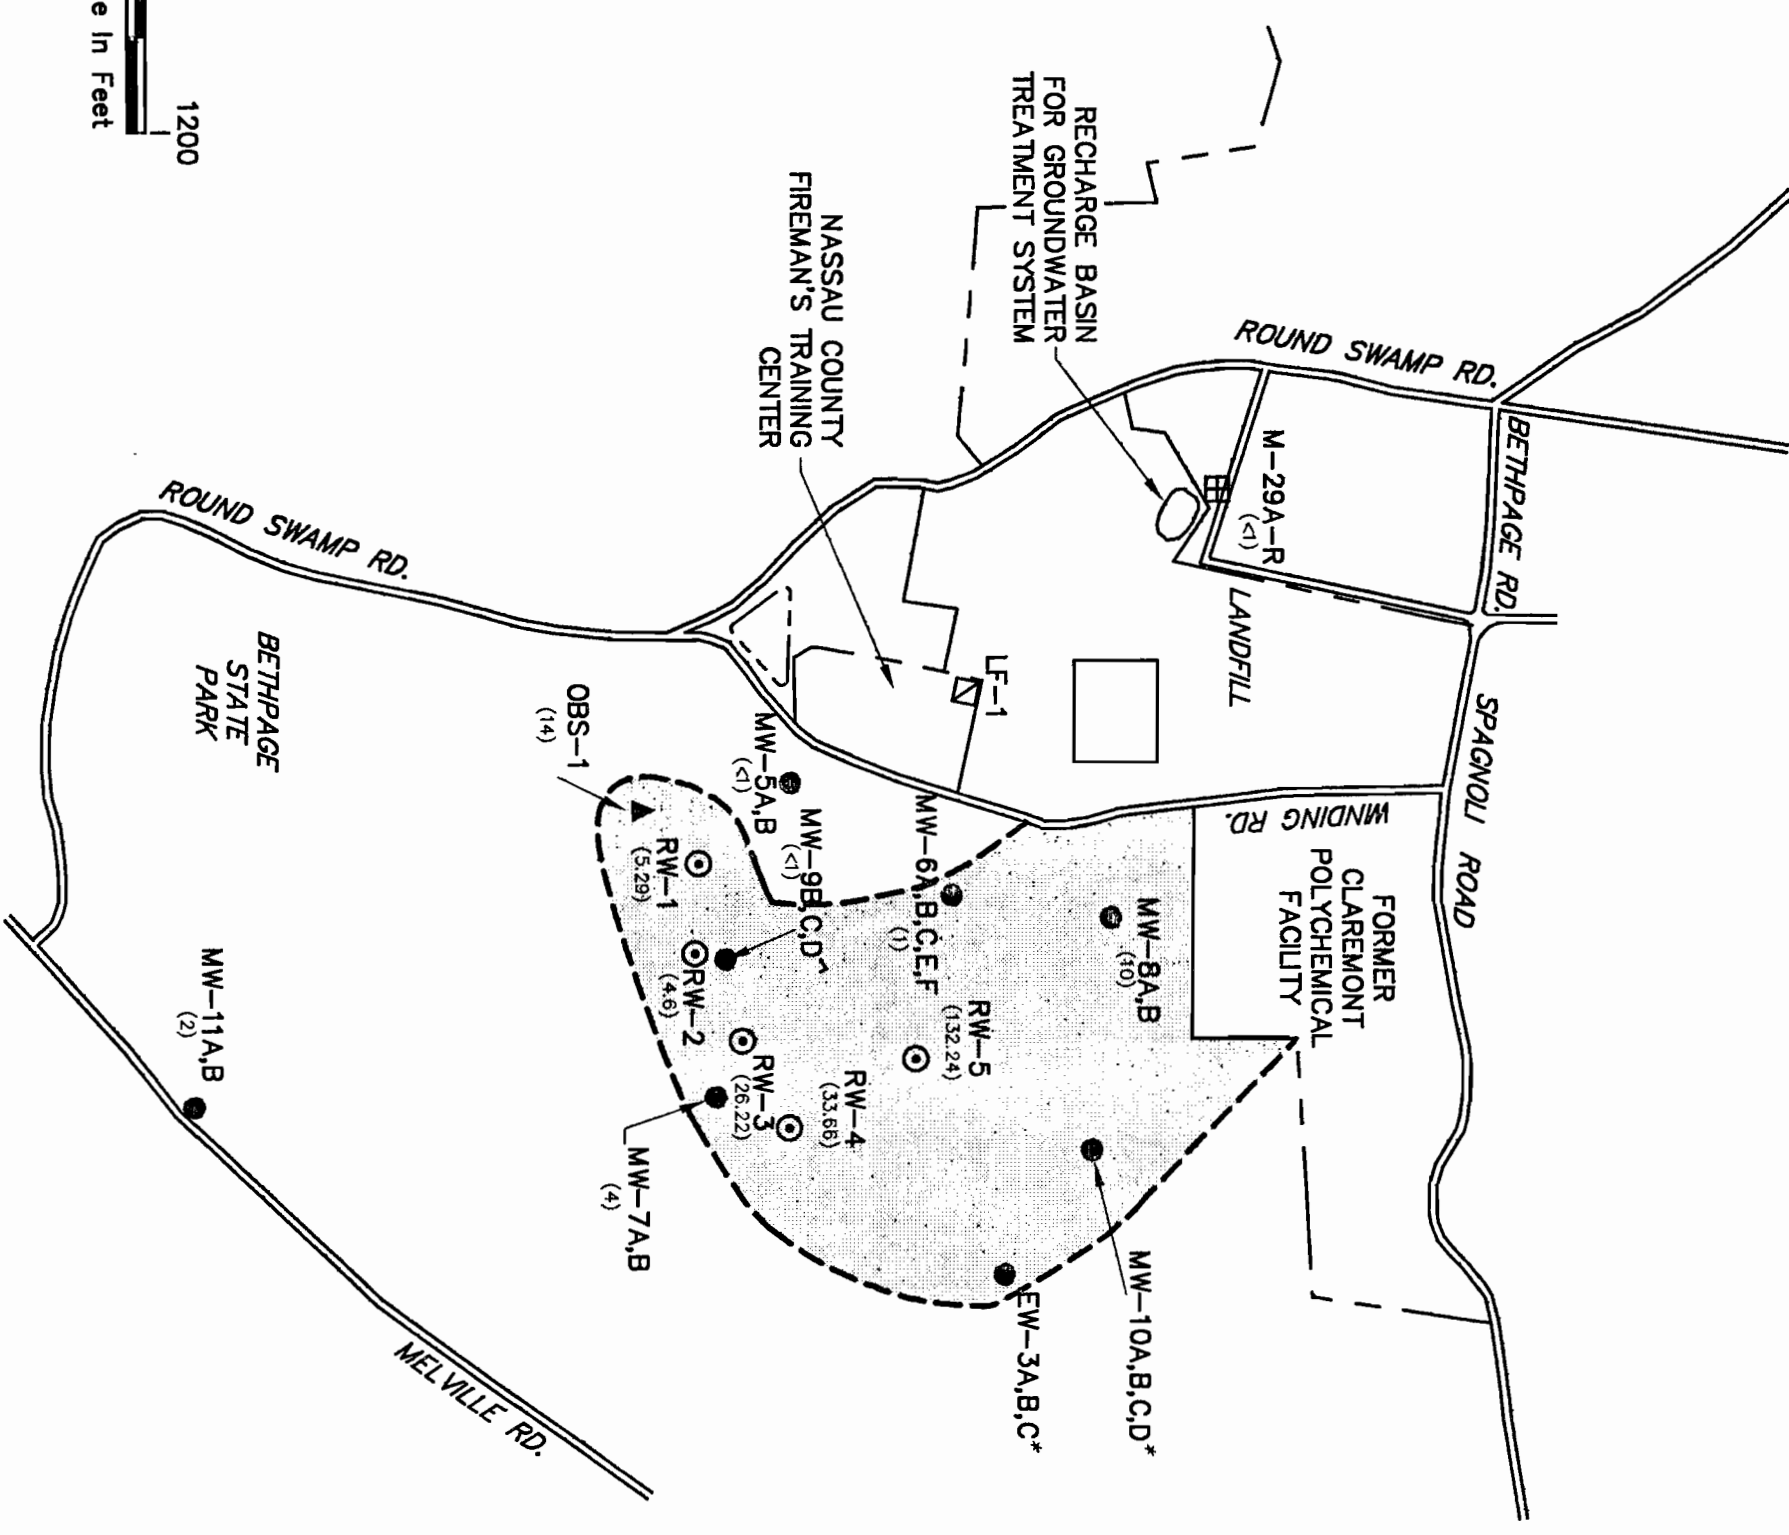 1200
e In Feet
RECHARGE BASIN
FOR GROUNDWATER
TREATMENT SYSTEM
NASSAU COUNTY
FIREMAN'S TRAINING
CENTER
ROUND SWAMP RD.
BETHPAGE RD.
M-29A-R
(<1)
LANDFILL
LF-1
SPAGNOLI ROAD
WINDING RD.
FORMER
CLAREMONT
POLYCHEMICAL
FACILITY
ROUND SWAMP RD.
BETHPAGE
STATE
PARK
OBS-1
(14)
MW-5A,B
(<1)
MW-9B,C,D^
(<1)
MW-6A,B,C,E,F
(1)
MW-8A,B
(10)
RW-1
(5.29)
RW-2
(4.6)
RW-3
(26.22)
RW-4
(33.66)
RW-5
(132.24)
MW-7A,B
(4)
MW-10A,B,C,D*
EW-3A,B,C*
MW-11A,B
(2)
MELVILLE RD.